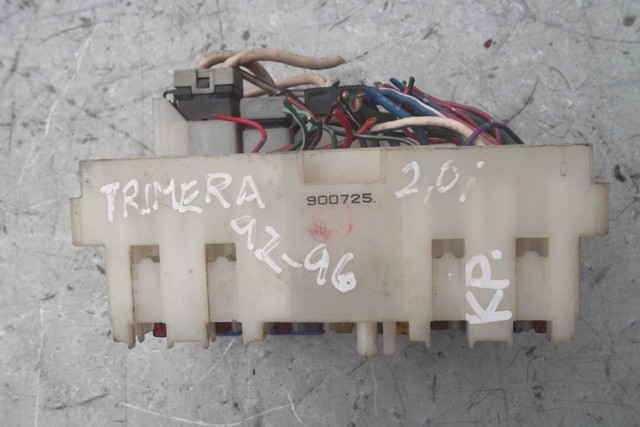 TRIMERA
900725.
2,0i
92-96
KP.